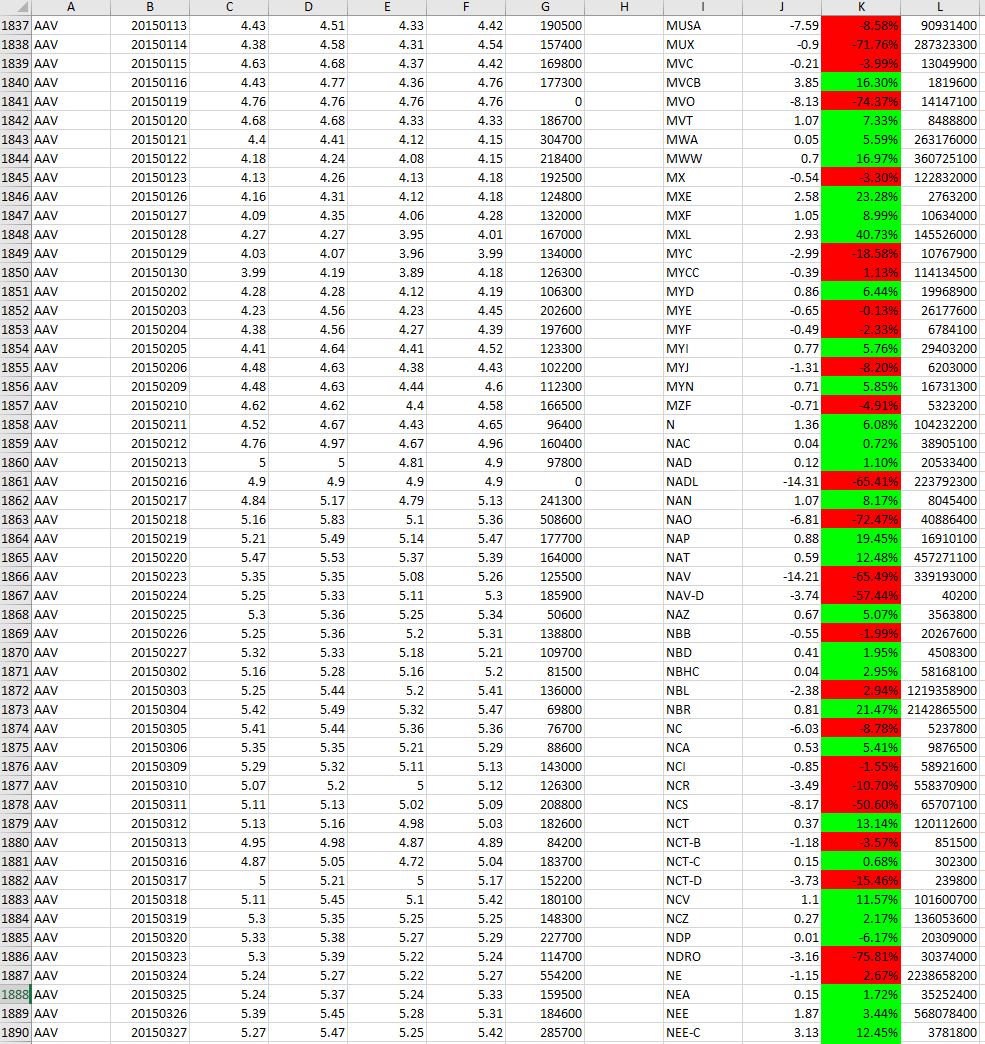 A B C D E F G H I J K L
1837 AAV 20150113 4.43 4.51 4.33 4.42 190500 MUSA -7.59 -8.58% 90931400
1838 AAV 20150114 4.38 4.58 4.31 4.54 157400 MUX -0.9 -71.76% 287323300
1839 AAV 20150115 4.63 4.68 4.37 4.42 169800 MVC -0.21 -3.99% 13049900
1840 AAV 20150116 4.43 4.77 4.36 4.76 177300 MVCB 3.85 16.30% 1819600
1841 AAV 20150119 4.76 4.76 4.76 4.76 0 MVO -8.13 -74.37% 14147100
1842 AAV 20150120 4.68 4.68 4.33 4.33 186700 MVT 1.07 7.33% 8488800
1843 AAV 20150121 4.4 4.41 4.12 4.15 304700 MWA 0.05 5.59% 263176000
1844 AAV 20150122 4.18 4.24 4.08 4.15 218400 MWW 0.7 16.97% 360725100
1845 AAV 20150123 4.13 4.26 4.13 4.18 192500 MX -0.54 -3.30% 122832000
1846 AAV 20150126 4.16 4.31 4.12 4.18 124800 MXE 2.58 23.28% 2763200
1847 AAV 20150127 4.09 4.35 4.06 4.28 132000 MXF 1.05 8.99% 10634000
1848 AAV 20150128 4.27 4.27 3.95 4.01 167000 MXL 2.93 40.73% 145526000
1849 AAV 20150129 4.03 4.07 3.96 3.99 134000 MYC -2.99 -18.58% 10767900
1850 AAV 20150130 3.99 4.19 3.89 4.18 126300 MYCC -0.39 1.13% 114134500
1851 AAV 20150202 4.28 4.28 4.12 4.19 106300 MYD 0.86 6.44% 19968900
1852 AAV 20150203 4.23 4.56 4.23 4.45 202600 MYE -0.65 -0.13% 26177600
1853 AAV 20150204 4.38 4.56 4.27 4.39 197600 MYF -0.49 -2.33% 6784100
1854 AAV 20150205 4.41 4.64 4.41 4.52 123300 MYI 0.77 5.76% 29403200
1855 AAV 20150206 4.48 4.63 4.38 4.43 102200 MYJ -1.31 -8.20% 6203000
1856 AAV 20150209 4.48 4.63 4.44 4.6 112300 MYN 0.71 5.85% 16731300
1857 AAV 20150210 4.62 4.62 4.4 4.58 166500 MZF -0.71 -4.91% 5323200
1858 AAV 20150211 4.52 4.67 4.43 4.65 96400 N 1.36 6.08% 104232200
1859 AAV 20150212 4.76 4.97 4.67 4.96 160400 NAC 0.04 0.72% 38905100
1860 AAV 20150213 5 5 4.81 4.9 97800 NAD 0.12 1.10% 20533400
1861 AAV 20150216 4.9 4.9 4.9 4.9 0 NADL -14.31 -65.41% 223792300
1862 AAV 20150217 4.84 5.17 4.79 5.13 241300 NAN 1.07 8.17% 8045400
1863 AAV 20150218 5.16 5.83 5.1 5.36 508600 NAO -6.81 -72.47% 40886400
1864 AAV 20150219 5.21 5.49 5.14 5.47 177700 NAP 0.88 19.45% 16910100
1865 AAV 20150220 5.47 5.53 5.37 5.39 164000 NAT 0.59 12.48% 457271100
1866 AAV 20150223 5.35 5.35 5.08 5.26 125500 NAV -14.21 -65.49% 339193000
1867 AAV 20150224 5.25 5.33 5.11 5.3 185900 NAV-D -3.74 -57.44% 40200
1868 AAV 20150225 5.3 5.36 5.25 5.34 50600 NAZ 0.67 5.07% 3563800
1869 AAV 20150226 5.25 5.36 5.2 5.31 138800 NBB -0.55 -1.99% 20267600
1870 AAV 20150227 5.32 5.33 5.18 5.21 109700 NBD 0.41 1.95% 4508300
1871 AAV 20150302 5.16 5.28 5.16 5.2 81500 NBHC 0.04 2.95% 58168100
1872 AAV 20150303 5.25 5.44 5.2 5.41 136000 NBL -2.38 2.94% 1219358900
1873 AAV 20150304 5.42 5.49 5.32 5.47 69800 NBR 0.81 21.47% 2142865500
1874 AAV 20150305 5.41 5.44 5.36 5.36 76700 NC -6.03 -8.78% 5237800
1875 AAV 20150306 5.35 5.35 5.21 5.29 88600 NCA 0.53 5.41% 9876500
1876 AAV 20150309 5.29 5.32 5.11 5.13 143000 NCI -0.85 -1.55% 58921600
1877 AAV 20150310 5.07 5.2 5 5.12 126300 NCR -3.49 -10.70% 558370900
1878 AAV 20150311 5.11 5.13 5.02 5.09 208800 NCS -8.17 -50.60% 65707100
1879 AAV 20150312 5.13 5.16 4.98 5.03 182600 NCT 0.37 13.14% 120112600
1880 AAV 20150313 4.95 4.98 4.87 4.89 84200 NCT-B -1.18 -3.57% 851500
1881 AAV 20150316 4.87 5.05 4.72 5.04 183700 NCT-C 0.15 0.68% 302300
1882 AAV 20150317 5 5.21 5 5.17 152200 NCT-D -3.73 -15.46% 239800
1883 AAV 20150318 5.11 5.45 5.1 5.42 180100 NCV 1.1 11.57% 101600700
1884 AAV 20150319 5.3 5.35 5.25 5.25 148300 NCZ 0.27 2.17% 136053600
1885 AAV 20150320 5.33 5.38 5.27 5.29 227700 NDP 0.01 -6.17% 20309000
1886 AAV 20150323 5.3 5.39 5.22 5.24 114700 NDRO -3.16 -75.81% 30374000
1887 AAV 20150324 5.24 5.27 5.22 5.27 554200 NE -1.15 2.67% 2238658200
1888 AAV 20150325 5.24 5.37 5.24 5.33 159500 NEA 0.15 1.72% 35252400
1889 AAV 20150326 5.39 5.45 5.28 5.31 184600 NEE 1.87 3.44% 568078400
1890 AAV 20150327 5.27 5.47 5.25 5.42 285700 NEE-C 3.13 12.45% 3781800